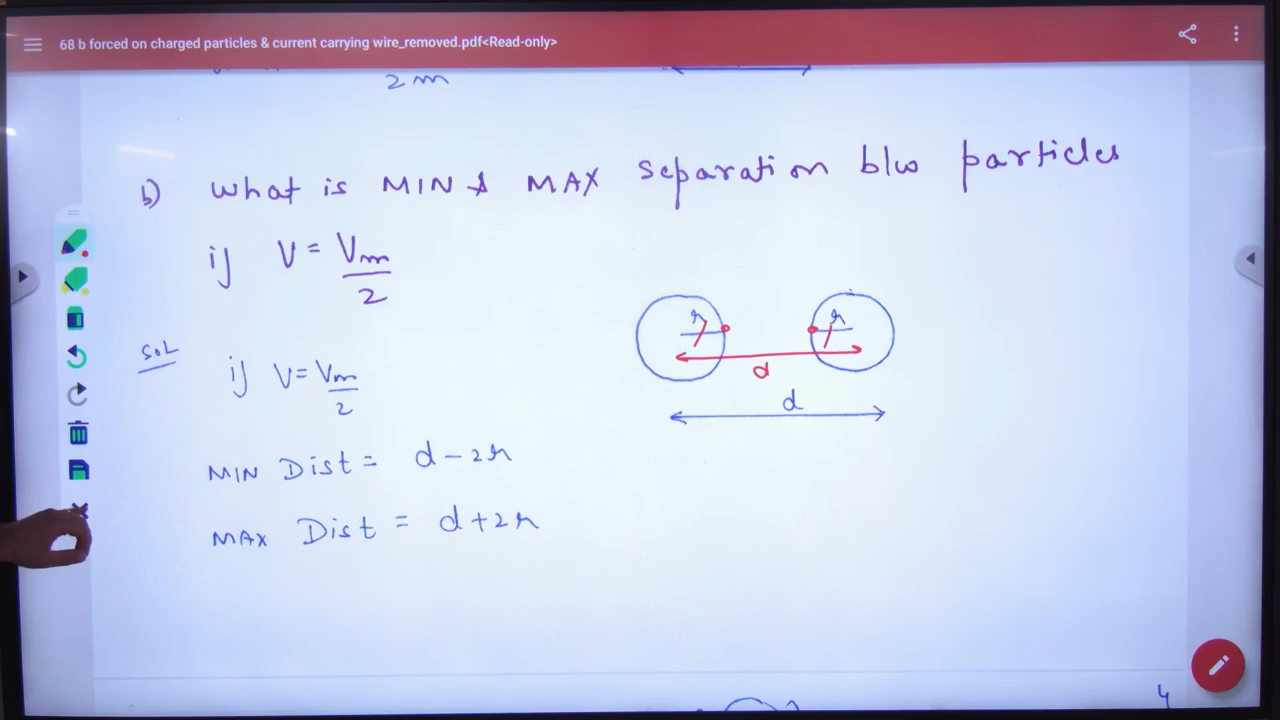 68 b forced on charged particles & current carrying wire_removed.pdf<Read-only>
2m
b) What is MIN & MAX separation b/w particles
if V = Vm/2
r r
d
Sol if V = Vm/2
d
MIN Dist = d - 2r
MAX Dist = d + 2r
4